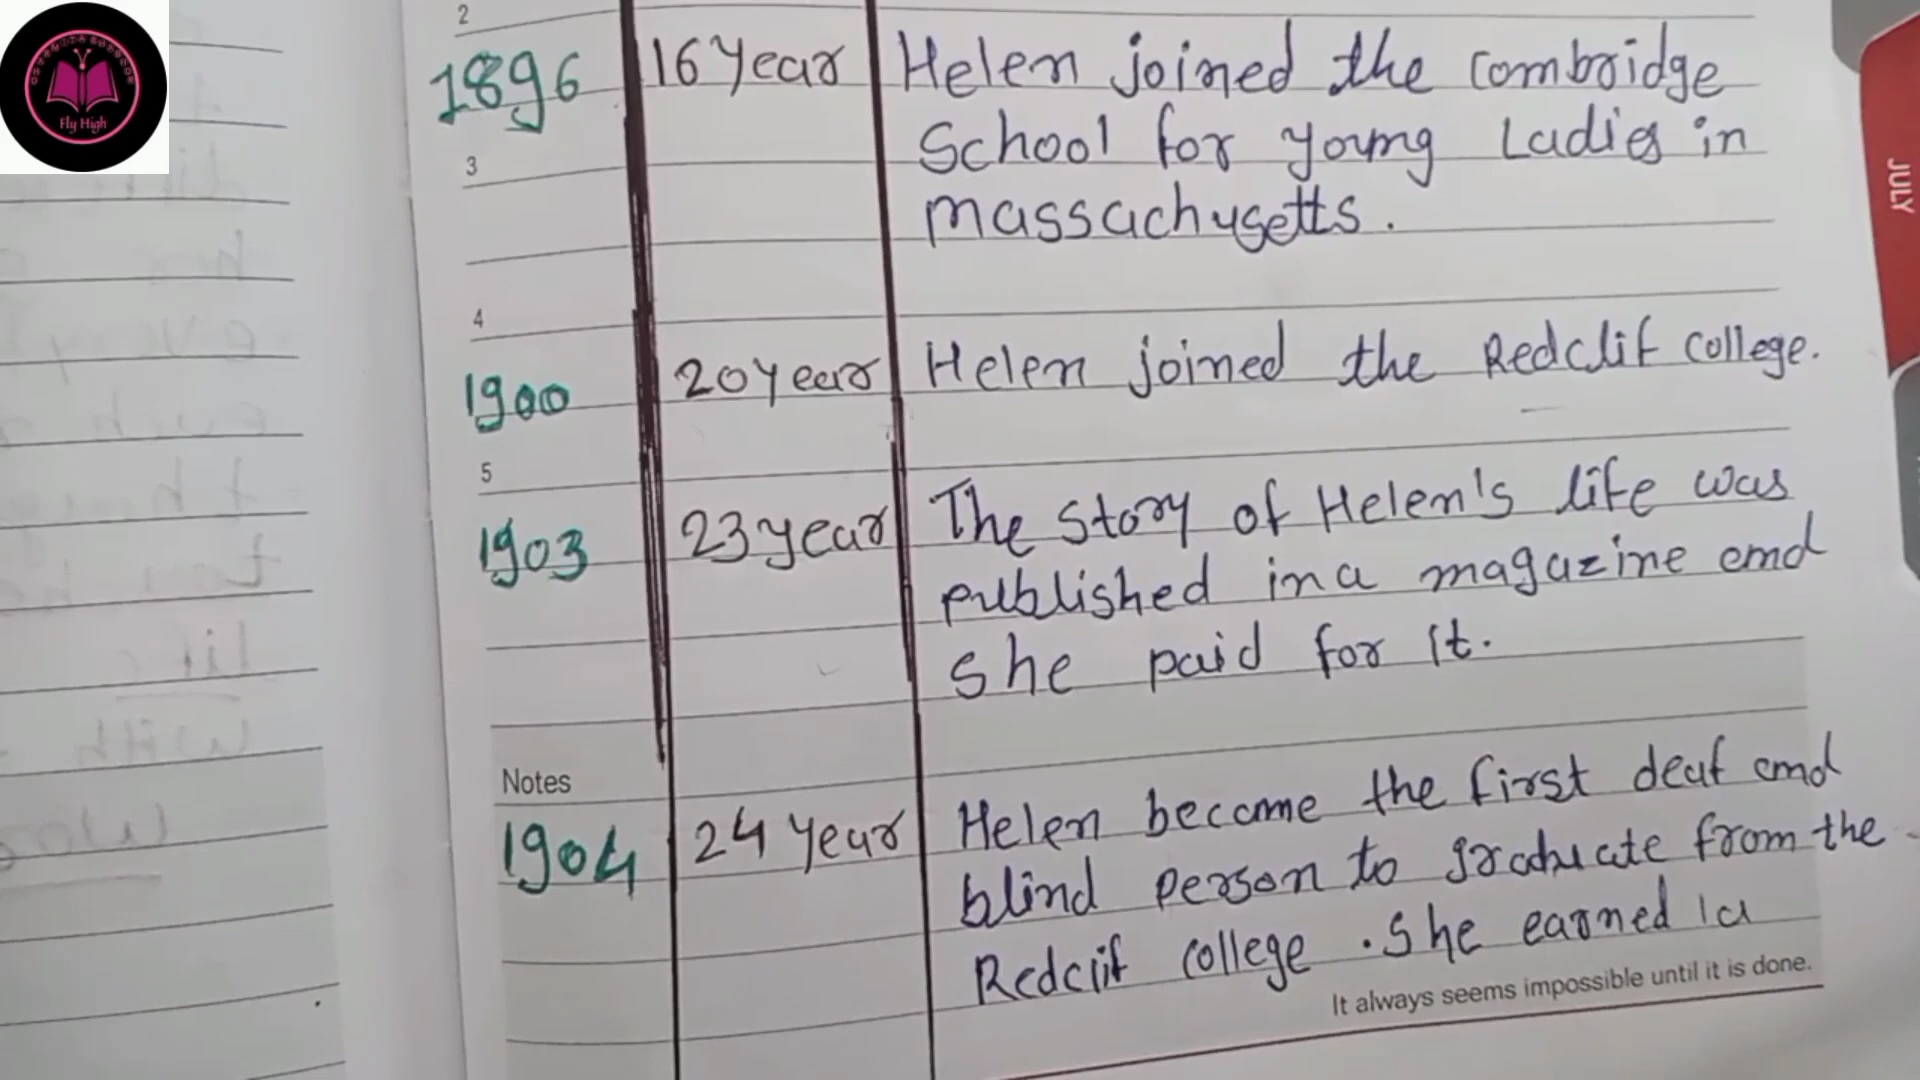 Fly High
2
1896 16 Year Helen joined the Combridge
3 School for young Ladies in
Massachusetts.
4
1900 20 year Helen joined the Redclif College.
5
1903 23 year The Story of Helen's life was
published in a magazine and
She paid for it.
Notes
1904 24 Year Helen became the first deaf and
blind person to graduate from the
Redclif College. She earned a
It always seems impossible until it is done.
JULY